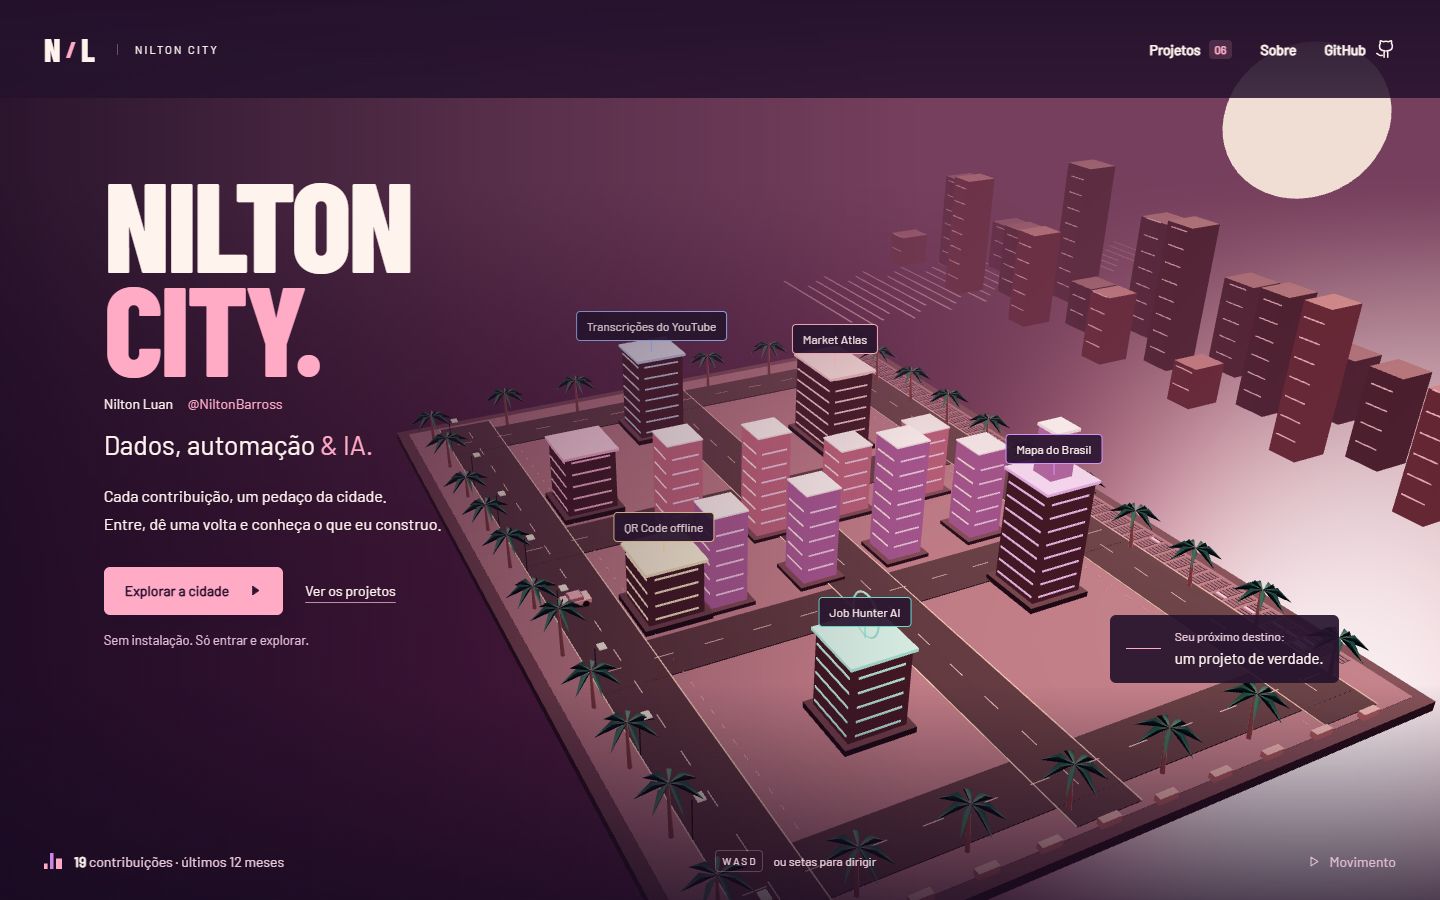 N/L
NILTON CITY
Projetos 06
Sobre
GitHub
NILTON
CITY.
Nilton Luan @NiltonBarross
Dados, automação & IA.
Cada contribuição, um pedaço da cidade.
Entre, dê uma volta e conheça o que eu construo.
Explorar a cidade
Ver os projetos
Sem instalação. Só entrar e explorar.
Transcrições do YouTube
Market Atlas
Mapa do Brasil
QR Code offline
Job Hunter AI
Seu próximo destino:
um projeto de verdade.
19 contribuições · últimos 12 meses
WASD ou setas para dirigir
Movimento